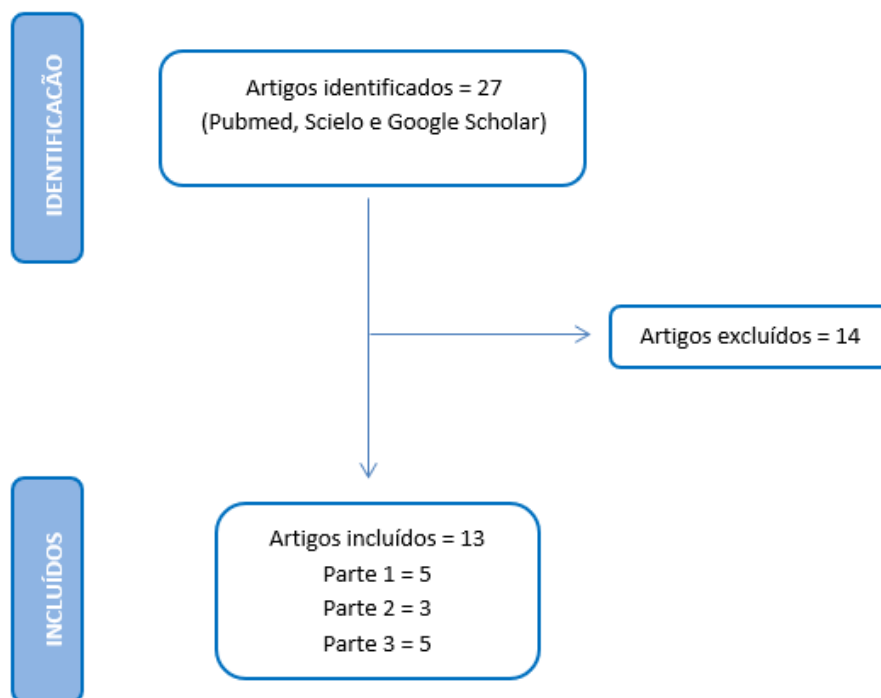 IDENTIFICAÇÃO
Artigos identificados = 27
(Pubmed, Scielo e Google Scholar)
Artigos excluídos = 14
INCLUÍDOS
Artigos incluídos = 13
Parte 1 = 5
Parte 2 = 3
Parte 3 = 5